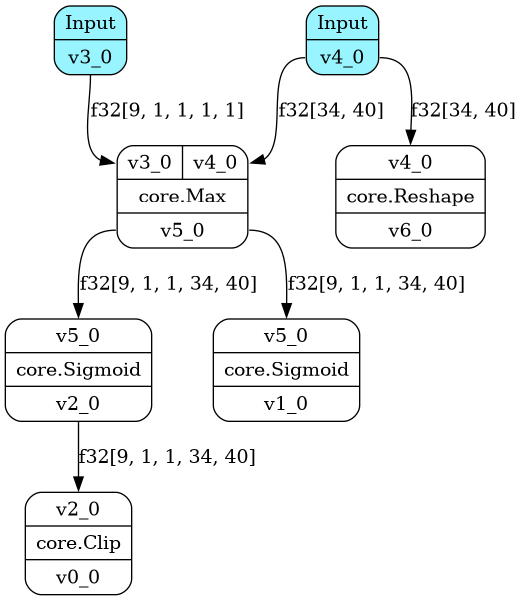 Input
v3_0
Input
v4_0
f32[9, 1, 1, 1, 1]
f32[34, 40]
f32[34, 40]
v3_0 v4_0
core.Max
v5_0
v4_0
core.Reshape
v6_0
f32[9, 1, 1, 34, 40]
f32[9, 1, 1, 34, 40]
v5_0
core.Sigmoid
v2_0
v5_0
core.Sigmoid
v1_0
f32[9, 1, 1, 34, 40]
v2_0
core.Clip
v0_0